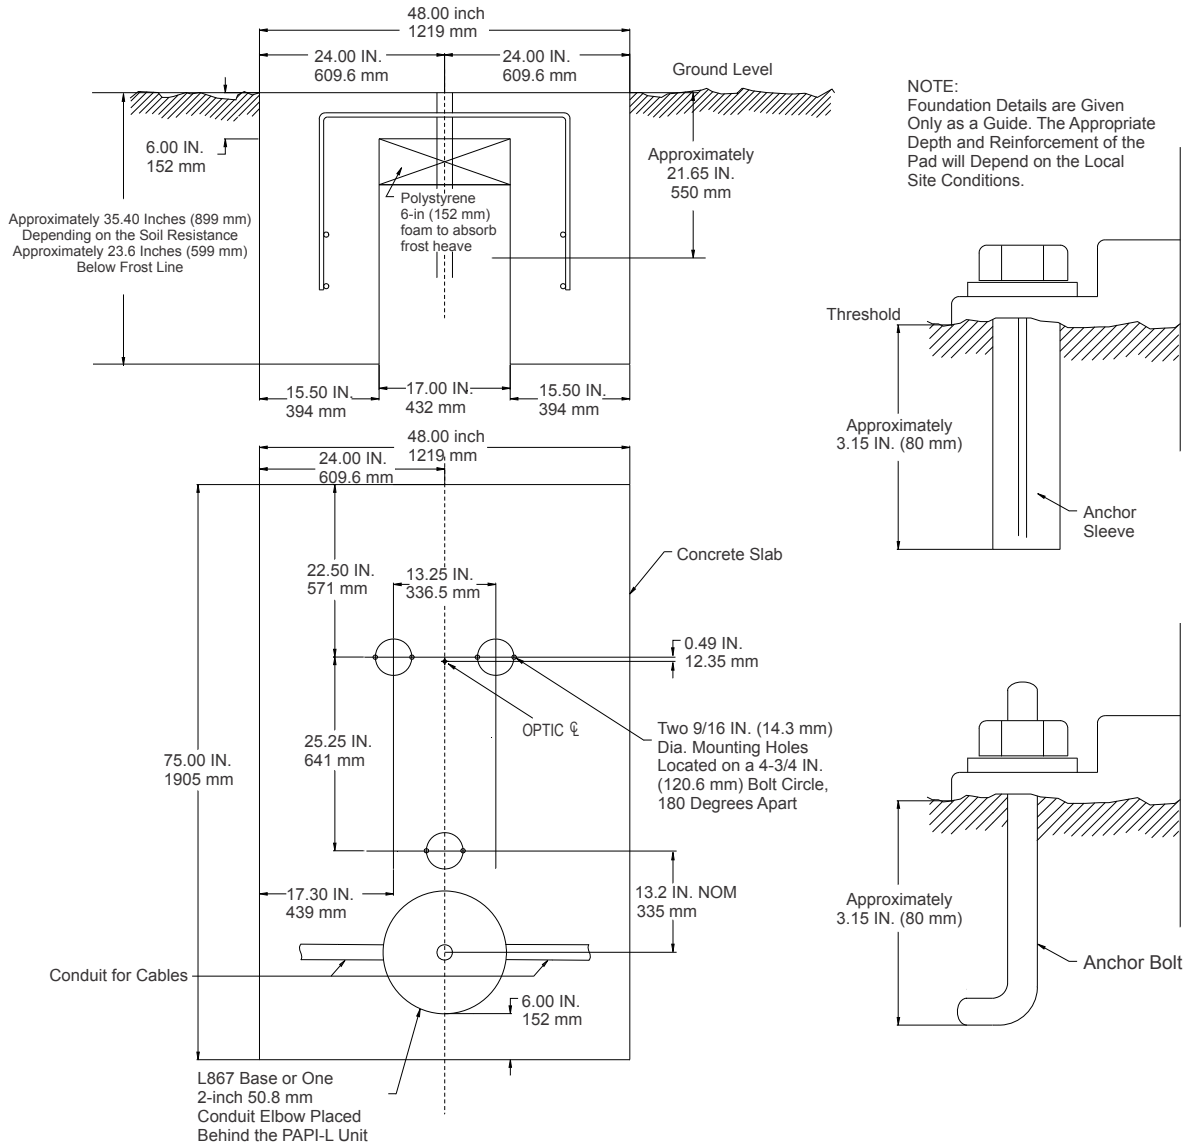 48.00 inch
1219 mm
24.00 IN.
609.6 mm
24.00 IN.
609.6 mm
Ground Level
6.00 IN.
152 mm
Approximately
21.65 IN.
550 mm
Polystyrene
6-in (152 mm)
foam to absorb
frost heave
Approximately 35.40 Inches (899 mm)
Depending on the Soil Resistance
Approximately 23.6 Inches (599 mm)
Below Frost Line
15.50 IN.
394 mm
17.00 IN.
432 mm
15.50 IN.
394 mm
NOTE:
Foundation Details are Given
Only as a Guide. The Appropriate
Depth and Reinforcement of the
Pad will Depend on the Local
Site Conditions.
Threshold
Approximately
3.15 IN. (80 mm)
Anchor
Sleeve
48.00 inch
1219 mm
24.00 IN.
609.6 mm
Concrete Slab
22.50 IN.
571 mm
13.25 IN.
336.5 mm
0.49 IN.
12.35 mm
OPTIC ℄
Two 9/16 IN. (14.3 mm)
Dia. Mounting Holes
Located on a 4-3/4 IN.
(120.6 mm) Bolt Circle,
180 Degrees Apart
25.25 IN.
641 mm
75.00 IN.
1905 mm
17.30 IN.
439 mm
13.2 IN. NOM
335 mm
Conduit for Cables
6.00 IN.
152 mm
L867 Base or One
2-inch 50.8 mm
Conduit Elbow Placed
Behind the PAPI-L Unit
Approximately
3.15 IN. (80 mm)
Anchor Bolt